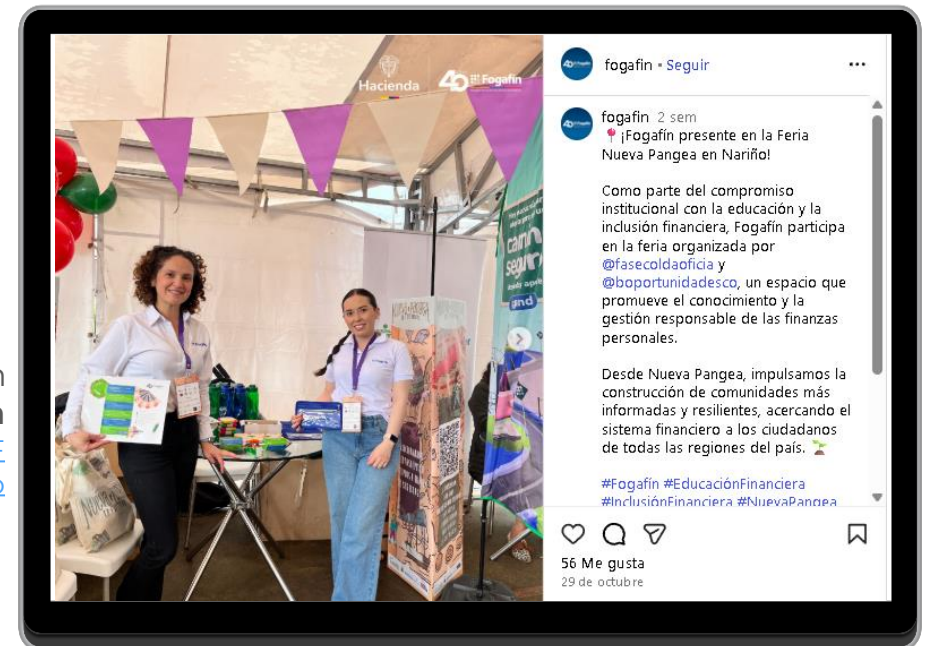 Hacienda
40 Fogafín
fogafin • Seguir
fogafin 2 sem
📍 ¡Fogafín presente en la Feria
Nueva Pangea en Nariño!
Como parte del compromiso
institucional con la educación y la
inclusión financiera, Fogafín participa
en la feria organizada por
@fasecoldaoficia y
@boportunidadesco, un espacio que
promueve el conocimiento y la
gestión responsable de las finanzas
personales.
Desde Nueva Pangea, impulsamos la
construcción de comunidades más
informadas y resilientes, acercando el
sistema financiero a los ciudadanos
de todas las regiones del país. 🌱
#Fogafín #EducaciónFinanciera
#InclusiónFinanciera #NuevaPangea
56 Me gusta
29 de octubre